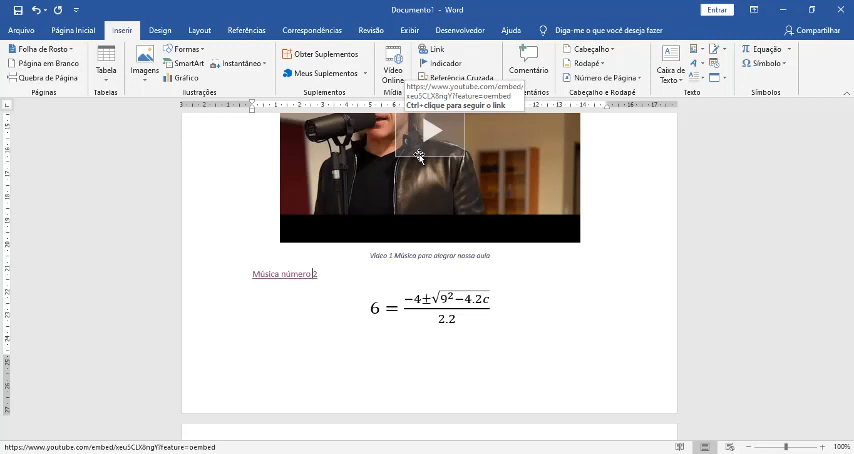 Documento1 - Word
Entrar
Arquivo Página Inicial Inserir Design Layout Referências Correspondências Revisão Exibir Desenvolvedor Ajuda Diga-me o que você deseja fazer Compartilhar
Folha de Rosto
Página em Branco
Quebra de Página
Páginas
Tabela
Tabelas
Imagens
Formas
SmartArt
Gráfico
Instantâneo
Ilustrações
Obter Suplementos
Meus Suplementos
Suplementos
Vídeo
Online
Mídia
Link
Indicador
Referência Cruzada
https://www.youtube.com/embed/
xeu5CLX8nqY?feature=oembed
Ctrl+clique para seguir o link
Comentário
Cabeçalho
Rodapé
Número de Página
Cabeçalho e Rodapé
Caixa de
Texto
Texto
Equação
Símbolo
Símbolos
Vídeo 1 Música para alegrar nossa aula
Música número 2
6 = −4±√9²−4.2c
2.2
https://www.youtube.com/embed/xeu5CLX8nqY?feature=oembed
100%